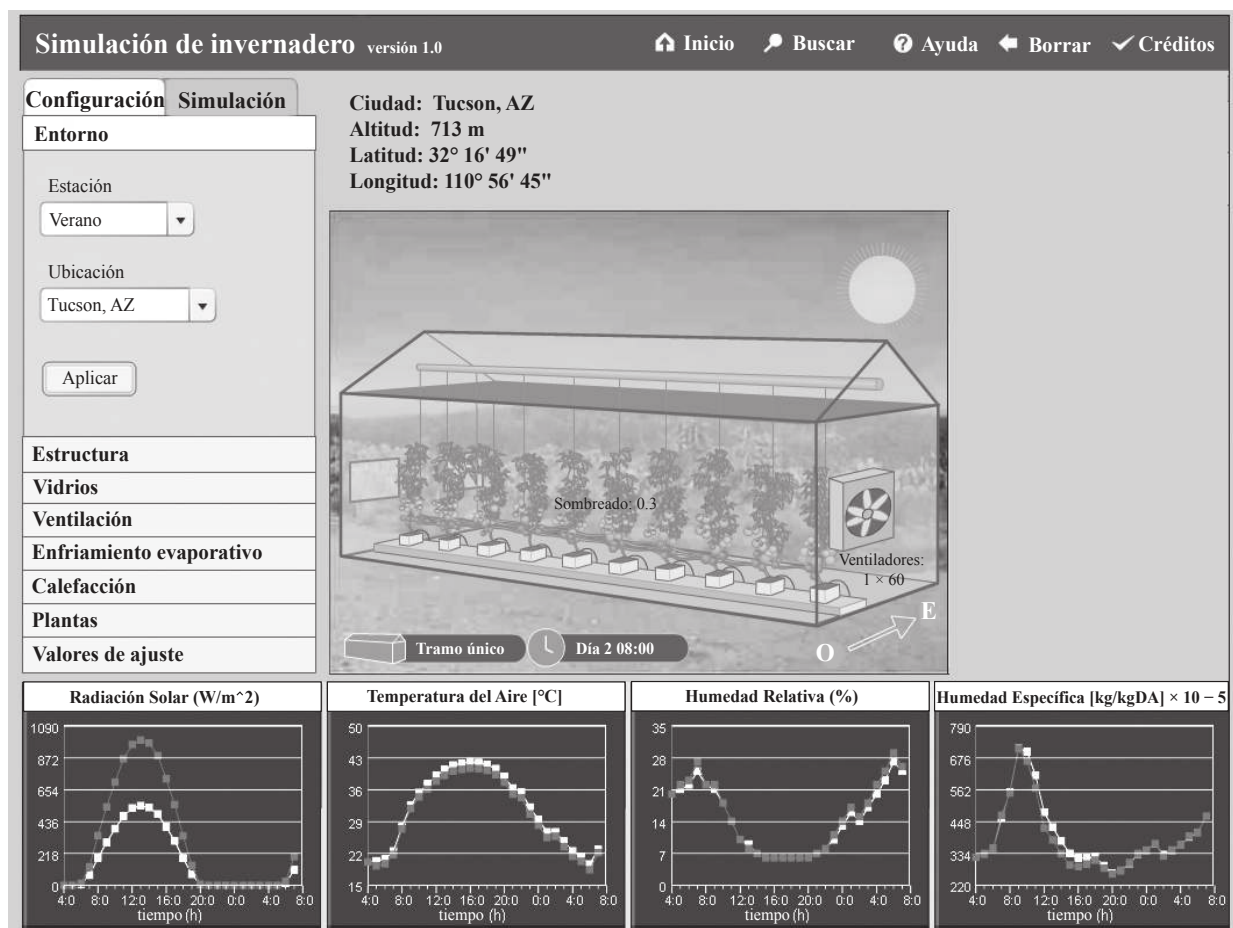 Simulación de invernadero versión 1.0
Inicio Buscar Ayuda Borrar Créditos
Configuración Simulación
Entorno
Estación
Verano
Ubicación
Tucson, AZ
Aplicar
Estructura
Vidrios
Ventilación
Enfriamiento evaporativo
Calefacción
Plantas
Valores de ajuste
Ciudad: Tucson, AZ
Altitud: 713 m
Latitud: 32° 16' 49"
Longitud: 110° 56' 45"
Sombreado: 0.3
Ventiladores:
1 × 60
O E
Tramo único Día 2 08:00
Radiación Solar (W/m^2)
1090
872
654
436
218
0
4:0 8:0 12:0 16:0 20:0 0:0 4:0 8:0
tiempo (h)
Temperatura del Aire [°C]
50
43
36
29
22
15
4:0 8:0 12:0 16:0 20:0 0:0 4:0 8:0
tiempo (h)
Humedad Relativa (%)
35
28
21
14
7
0
4:0 8:0 12:0 16:0 20:0 0:0 4:0 8:0
tiempo (h)
Humedad Específica [kg/kgDA] × 10 − 5
790
676
562
448
334
220
4:0 8:0 12:0 16:0 20:0 0:0 4:0 8:0
tiempo (h)